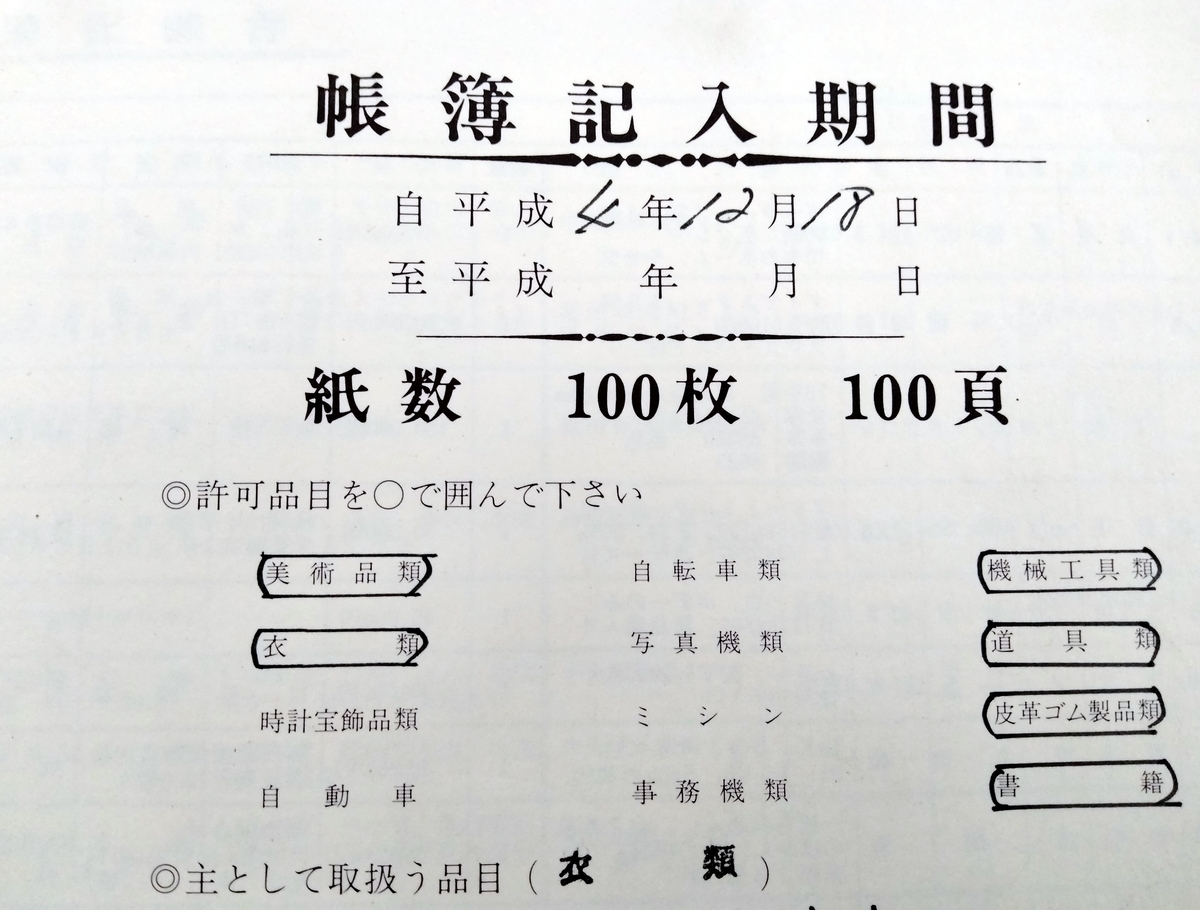 帳簿記入期間
自平成4年12月18日
至平成 年 月 日
紙数 100枚 100頁
◎許可品目を〇で囲んで下さい
美術品類 自転車類 機械工具類
衣類 写真機類 道具類
時計宝飾品類 ミシン 皮革ゴム製品類
自動車 事務機類 書籍
◎主として取扱う品目(衣類)